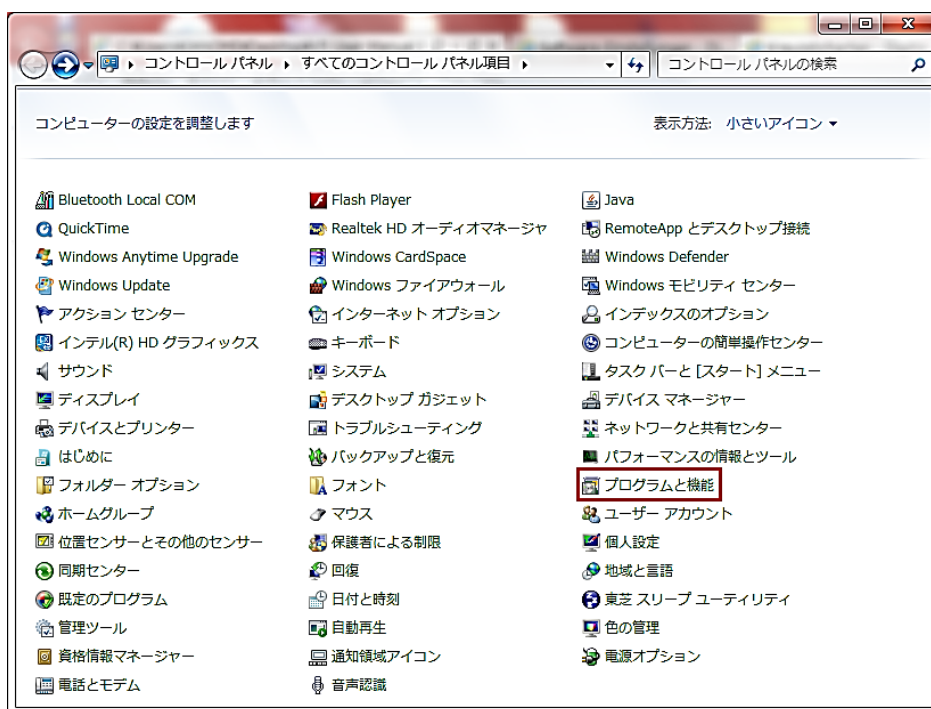 コントロール パネル ▸ すべてのコントロール パネル項目 ▸ コントロール パネルの検索
コンピューターの設定を調整します 表示方法: 小さいアイコン
Bluetooth Local COM Flash Player Java
QuickTime Realtek HD オーディオマネージャ RemoteApp とデスクトップ接続
Windows Anytime Upgrade Windows CardSpace Windows Defender
Windows Update Windows ファイアウォール Windows モビリティ センター
アクション センター インターネット オプション インデックスのオプション
インテル(R) HD グラフィックス キーボード コンピューターの簡単操作センター
サウンド システム タスク バーと [スタート] メニュー
ディスプレイ デスクトップ ガジェット デバイス マネージャー
デバイスとプリンター トラブルシューティング ネットワークと共有センター
はじめに バックアップと復元 パフォーマンスの情報とツール
フォルダー オプション フォント プログラムと機能
ホームグループ マウス ユーザー アカウント
位置センサーとその他のセンサー 保護者による制限 個人設定
同期センター 回復 地域と言語
既定のプログラム 日付と時刻 東芝 スリープ ユーティリティ
管理ツール 自動再生 色の管理
資格情報マネージャー 通知領域アイコン 電源オプション
電話とモデム 音声認識